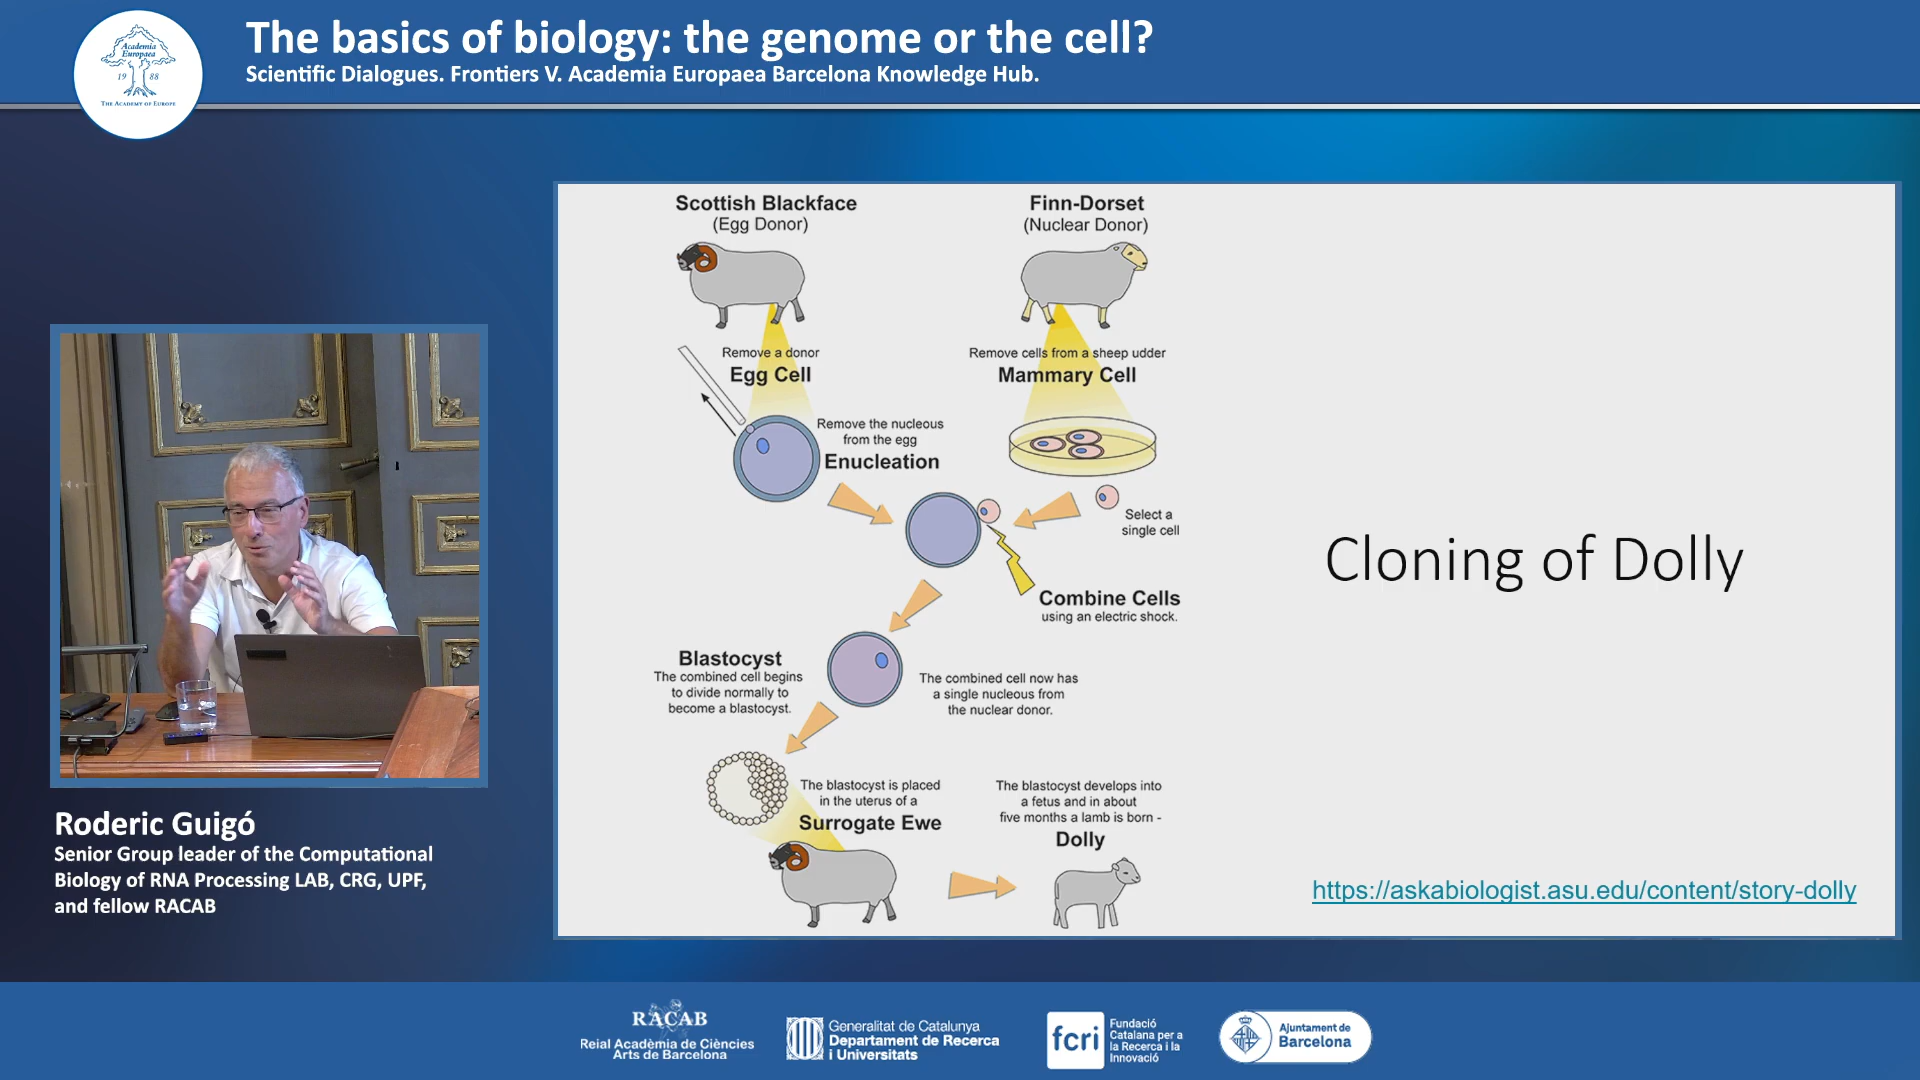 The basics of biology: the genome or the cell?
Scientific Dialogues. Frontiers V. Academia Europaea Barcelona Knowledge Hub.
Academia
Europaea
19 88
THE ACADEMY OF EUROPE
Scottish Blackface
(Egg Donor)
Finn-Dorset
(Nuclear Donor)
Remove a donor
Egg Cell
Remove cells from a sheep udder
Mammary Cell
Remove the nucleous
from the egg
Enucleation
Select a
single cell
Combine Cells
using an electric shock.
Blastocyst
The combined cell begins
to divide normally to
become a blastocyst.
The combined cell now has
a single nucleous from
the nuclear donor.
The blastocyst is placed
in the uterus of a
Surrogate Ewe
The blastocyst develops into
a fetus and in about
five months a lamb is born -
Dolly
Cloning of Dolly
https://askabiologist.asu.edu/content/story-dolly
Roderic Guigó
Senior Group leader of the Computational
Biology of RNA Processing LAB, CRG, UPF,
and fellow RACAB
RACAB
Reial Acadèmia de Ciències
Arts de Barcelona
Generalitat de Catalunya
Departament de Recerca
i Universitats
fcri
Fundació
Catalana per a
la Recerca i la
Innovació
Ajuntament de
Barcelona